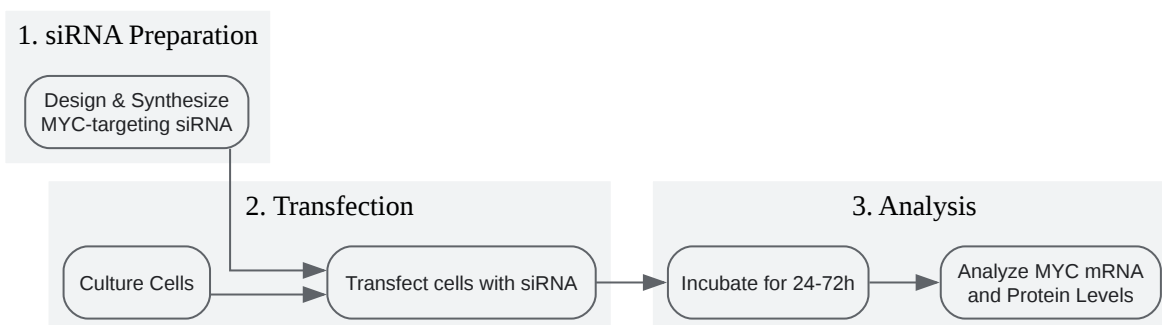 1. siRNA Preparation
Design & Synthesize
MYC-targeting siRNA
2. Transfection
Culture Cells
Transfect cells with siRNA
3. Analysis
Incubate for 24-72h
Analyze MYC mRNA
and Protein Levels